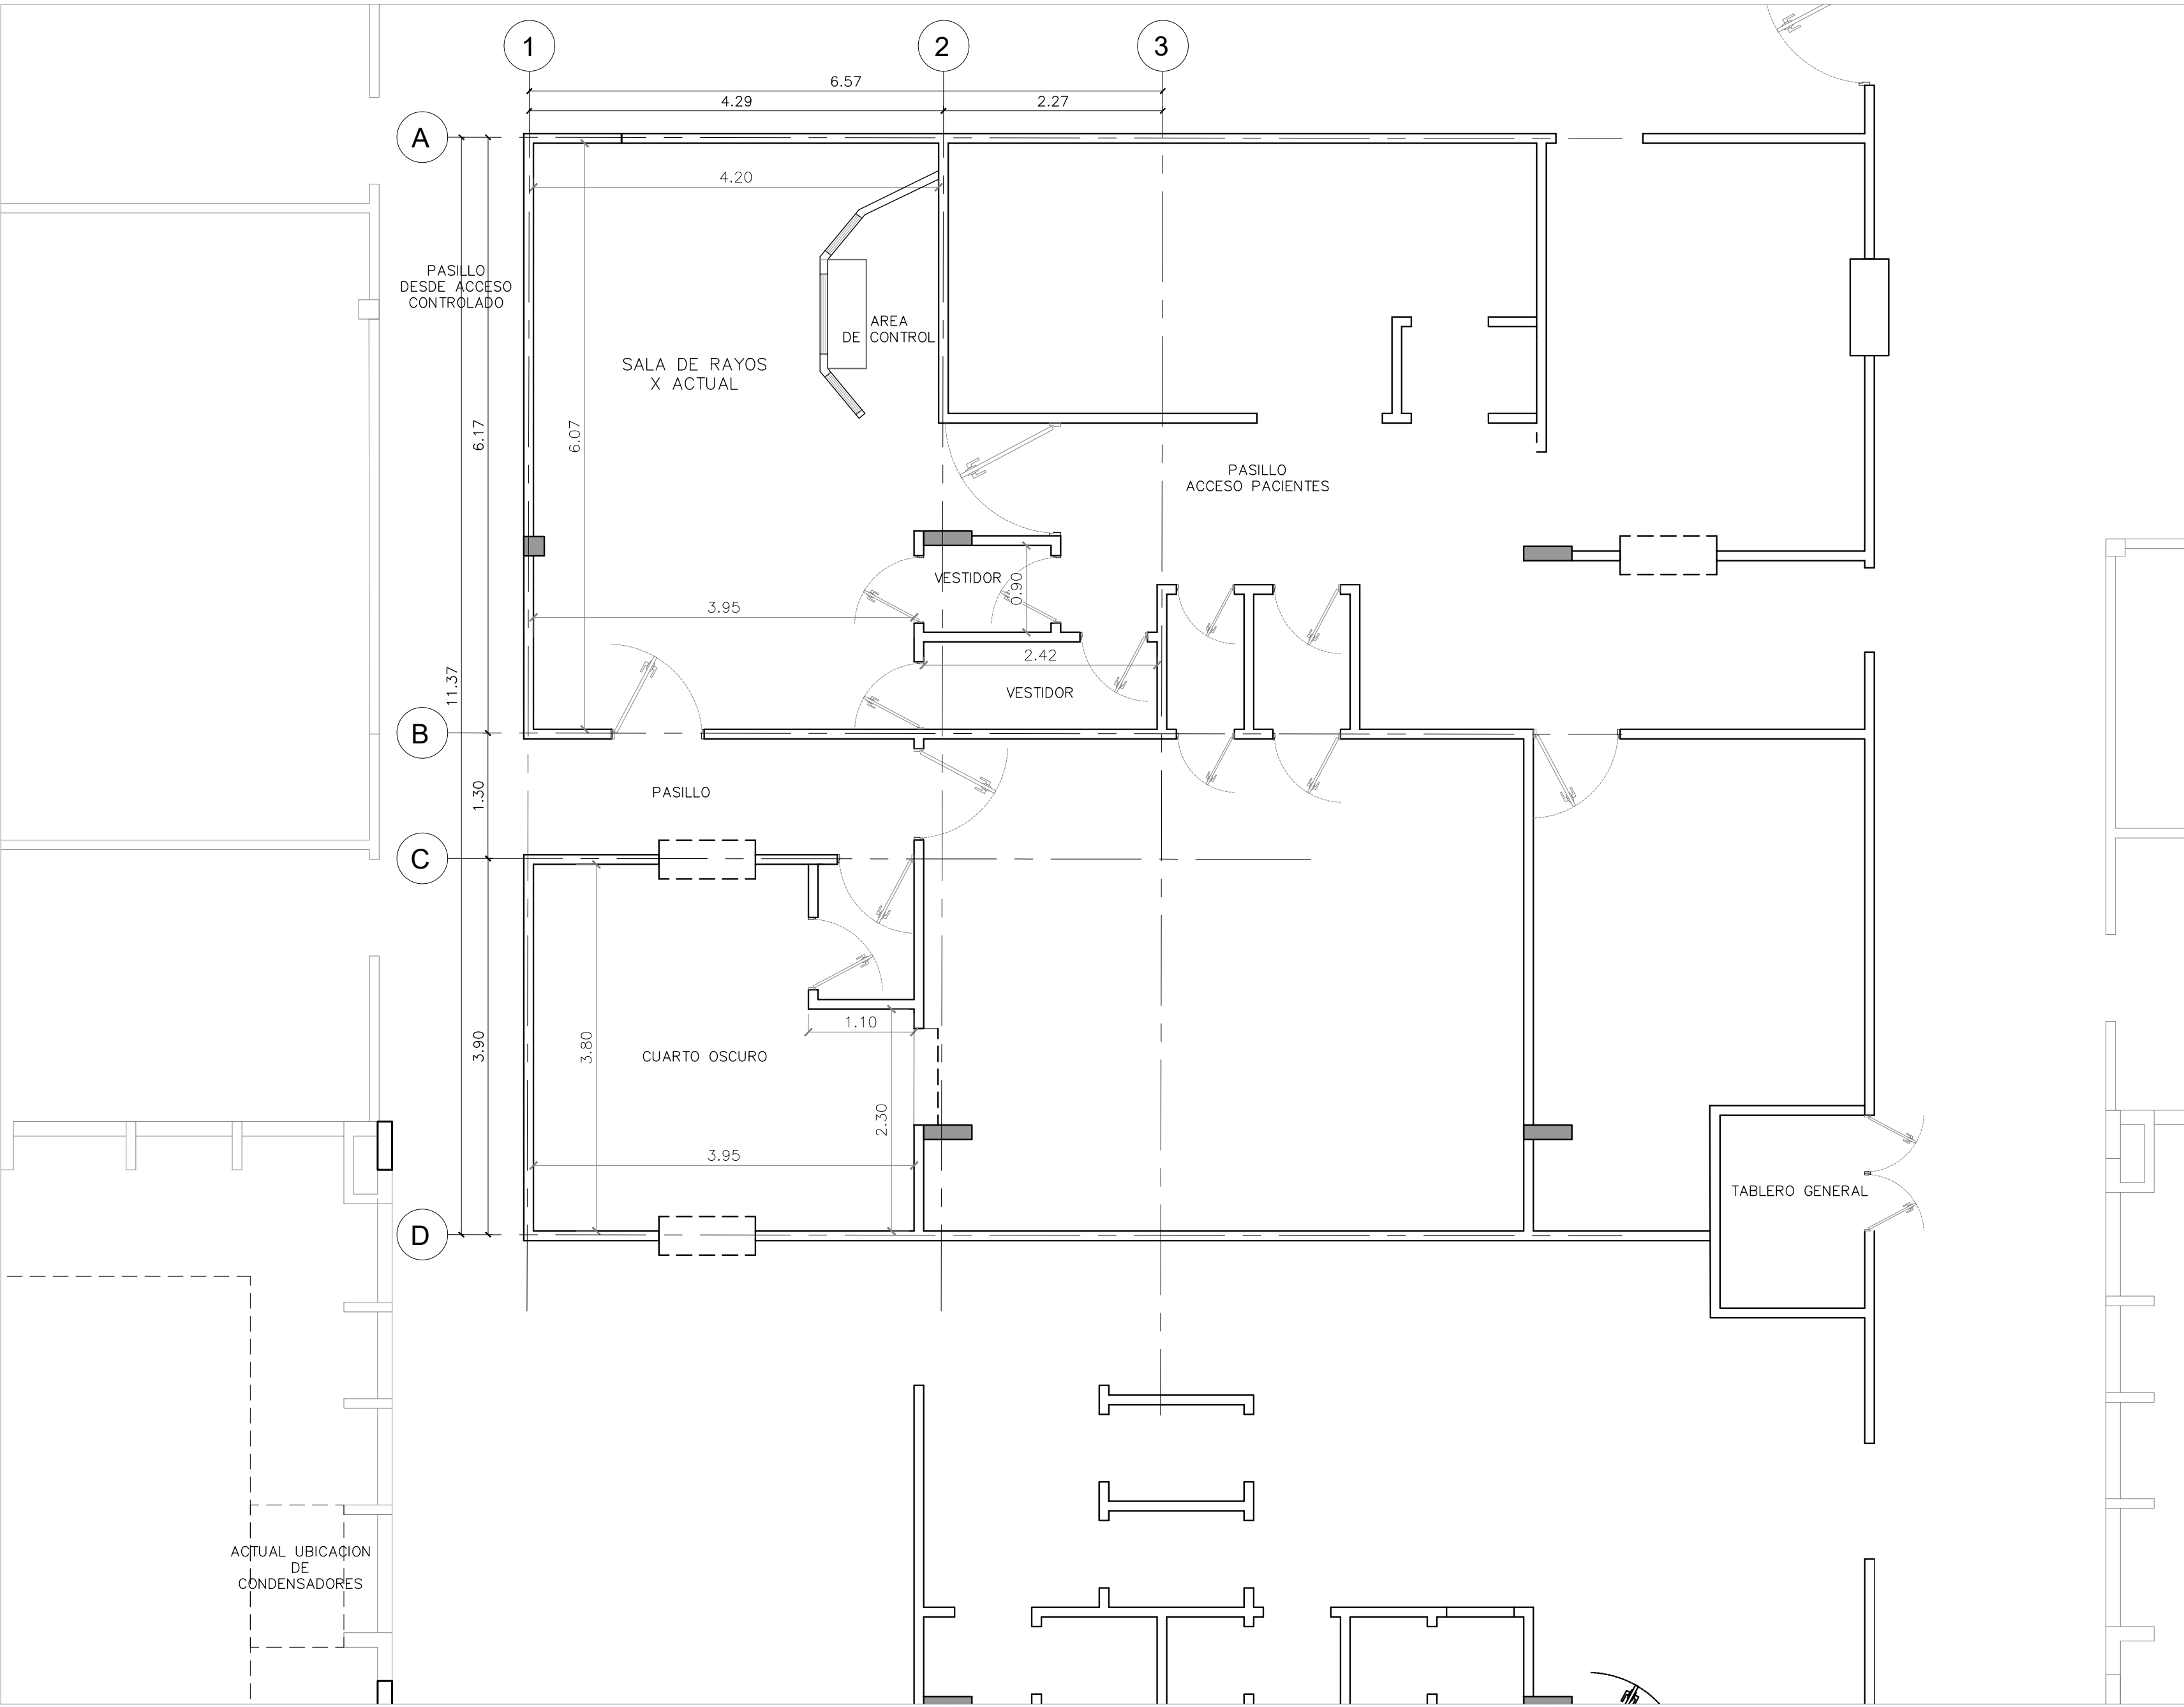 1
2
3
6.57
4.29
2.27
A
4.20
PASILLO
DESDE ACCESO
CONTROLADO
AREA
DE CONTROL
SALA DE RAYOS
X ACTUAL
6.17
6.07
PASILLO
ACCESO PACIENTES
VESTIDOR
0.90
3.95
2.42
11.37
VESTIDOR
B
1.30
PASILLO
C
1.10
3.90
3.80
CUARTO OSCURO
2.30
3.95
TABLERO GENERAL
D
ACTUAL UBICACION
DE
CONDENSADORES